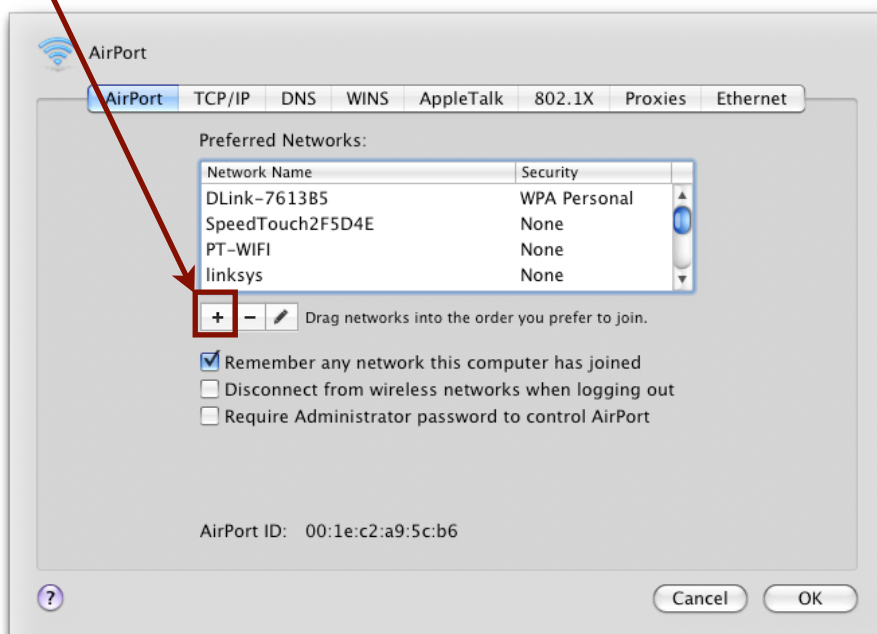 AirPort
AirPort TCP/IP DNS WINS AppleTalk 802.1X Proxies Ethernet
Preferred Networks:
Network Name Security
DLink-7613B5 WPA Personal
SpeedTouch2F5D4E None
PT-WIFI None
linksys None
+ - Drag networks into the order you prefer to join.
Remember any network this computer has joined
Disconnect from wireless networks when logging out
Require Administrator password to control AirPort
AirPort ID: 00:1e:c2:a9:5c:b6
? Cancel OK